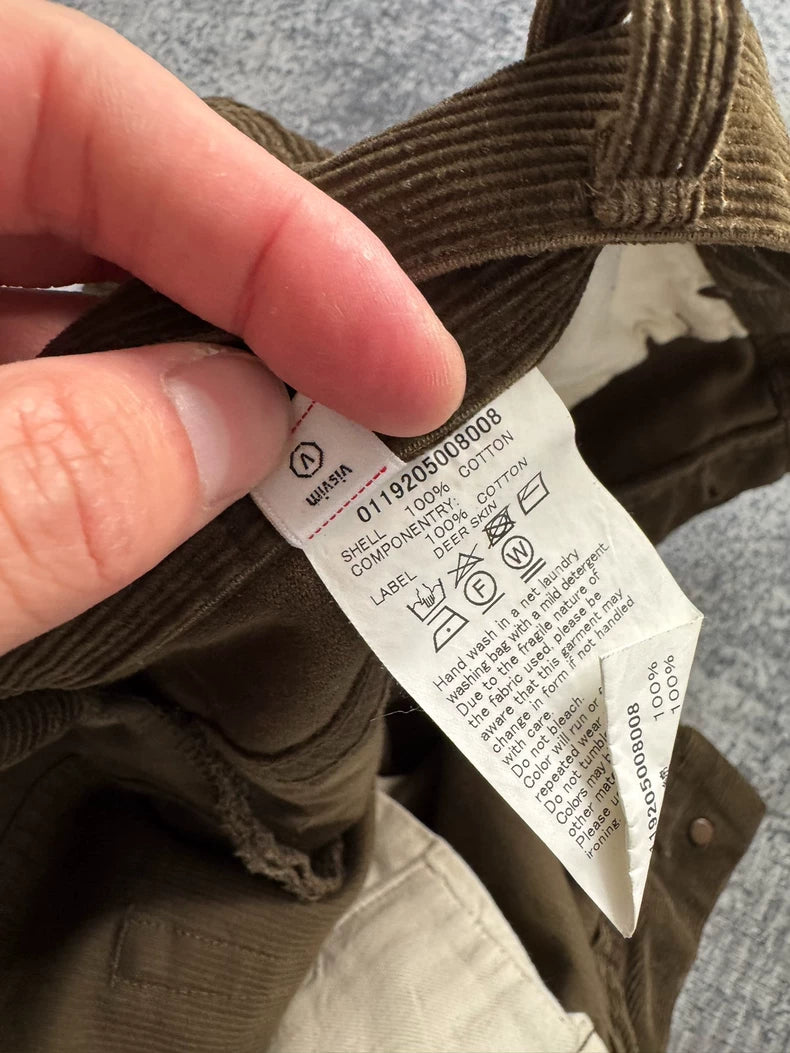 visvim
V
0119205008008
SHELL 100% COTTON
COMPONENTRY:
100% COTTON
LABEL DEER SKIN
F W
Hand wash in a net laundry
washing bag with a mild detergent
Due to the fragile nature of
the fabric used, please be
aware that this garment may
change in form if not handled
with care.
Do not bleach.
Color will run or
repeated wear
Do not tumbl
Colors may b
other mat
Please u
ironing.
19205008008
100%
100%